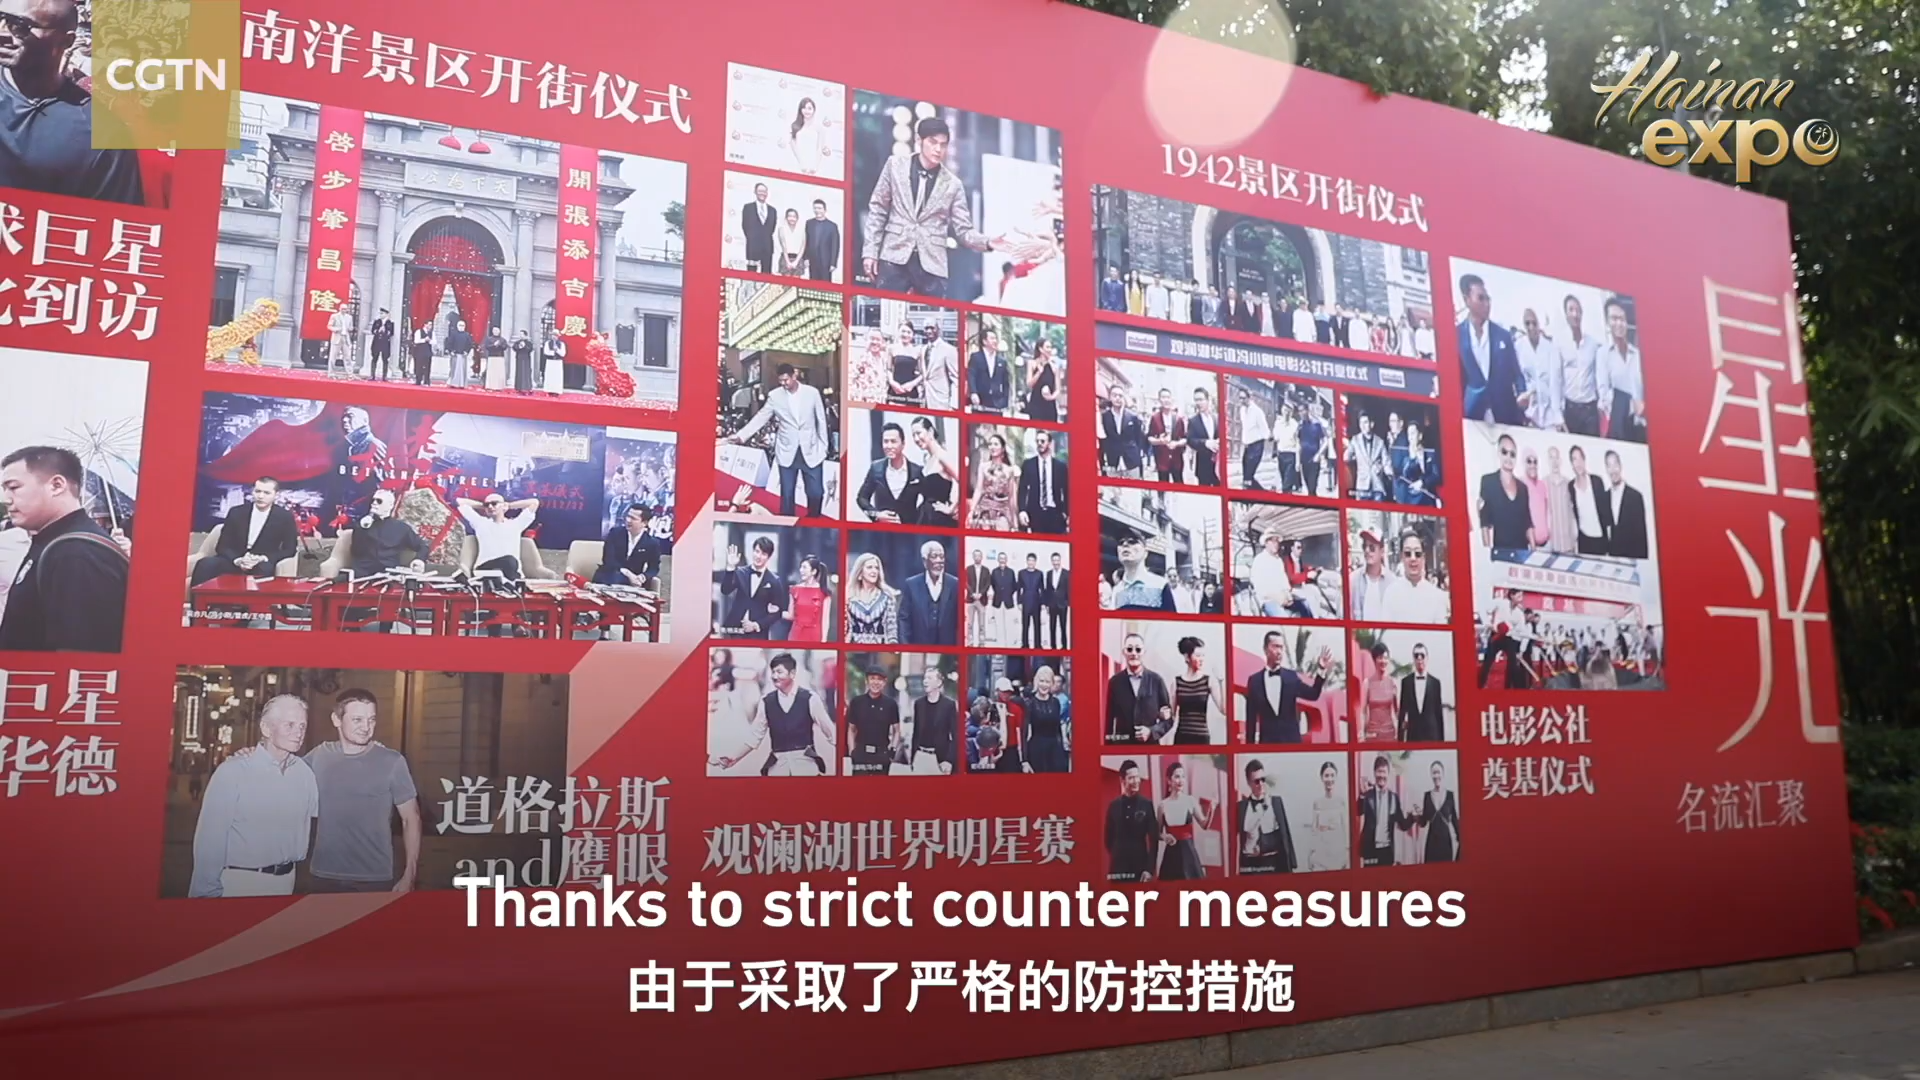 CGTN
Hainan
expo
南洋景区开街仪式
啓步肇昌隆
開張添吉慶
天下為公
球巨星
到访
1942景区开街仪式
观澜湖华谊冯小刚电影公社开业仪式
星光
名流汇聚
电影公社
奠基仪式
巨星
华德
道格拉斯
and鹰眼
观澜湖世界明星赛
Thanks to strict counter measures
由于采取了严格的防控措施